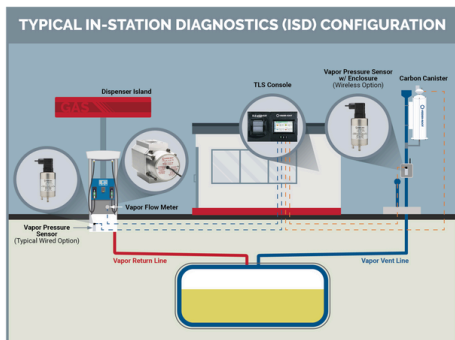 TYPICAL IN-STATION DIAGNOSTICS (ISD) CONFIGURATION
Dispenser Island
GAS
TLS Console
Vapor Pressure Sensor
w/ Enclosure
(Wireless Option)
Carbon Canister
Vapor Flow Meter
Vapor Pressure
Sensor
(Typical Wired Option)
Vapor Return Line
Vapor Vent Line